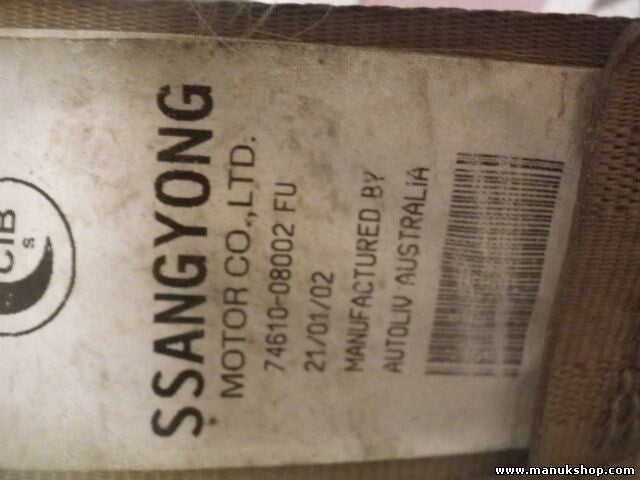 CIB
S
SSANGYONG
MOTOR CO.,LTD.
74610-08002 FU
21/01/02
MANUFACTURED BY
AUTOLIV AUSTRALIA
www.manukshop.com